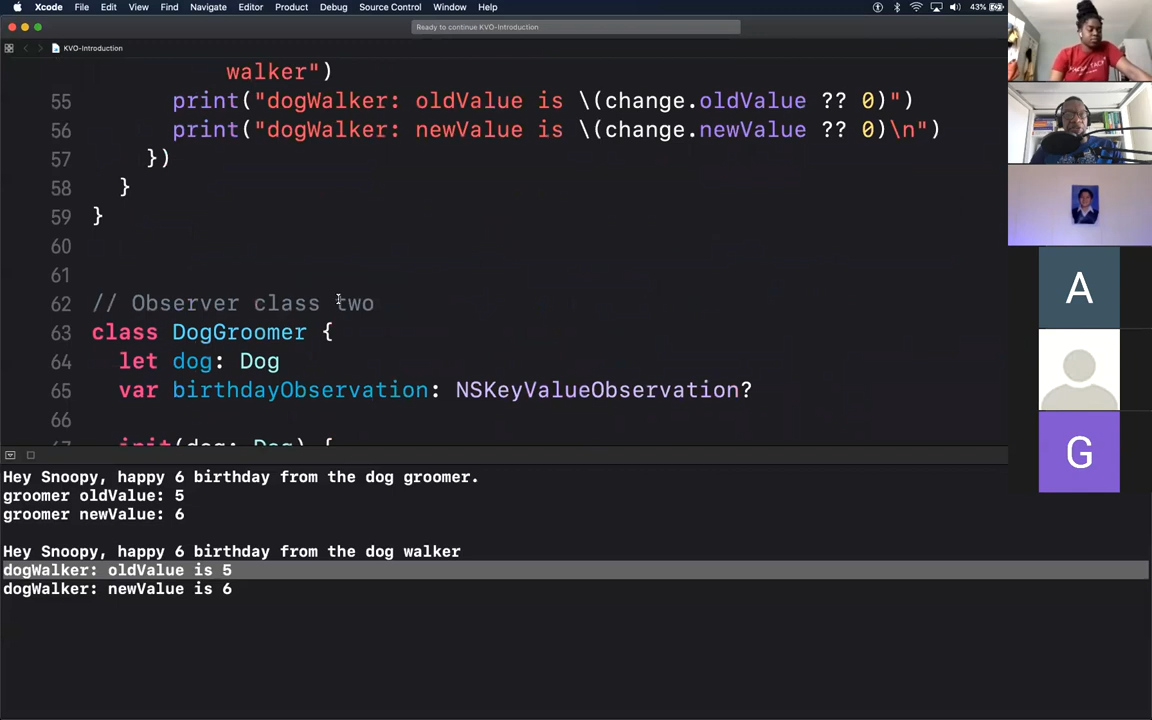 Xcode File Edit View Find Navigate Editor Product Debug Source Control Window Help 43%
Ready to continue KVO-Introduction
KVO-Introduction
walker")
55 print("dogWalker: oldValue is \(change.oldValue ?? 0)")
56 print("dogWalker: newValue is \(change.newValue ?? 0)\n")
57 })
58 }
59 }
60
61
62 // Observer class two
63 class DogGroomer {
64 let dog: Dog
65 var birthdayObservation: NSKeyValueObservation?
66
67 init(dog: Dog) {
Hey Snoopy, happy 6 birthday from the dog groomer.
groomer oldValue: 5
groomer newValue: 6
Hey Snoopy, happy 6 birthday from the dog walker
dogWalker: oldValue is 5
dogWalker: newValue is 6
A
G